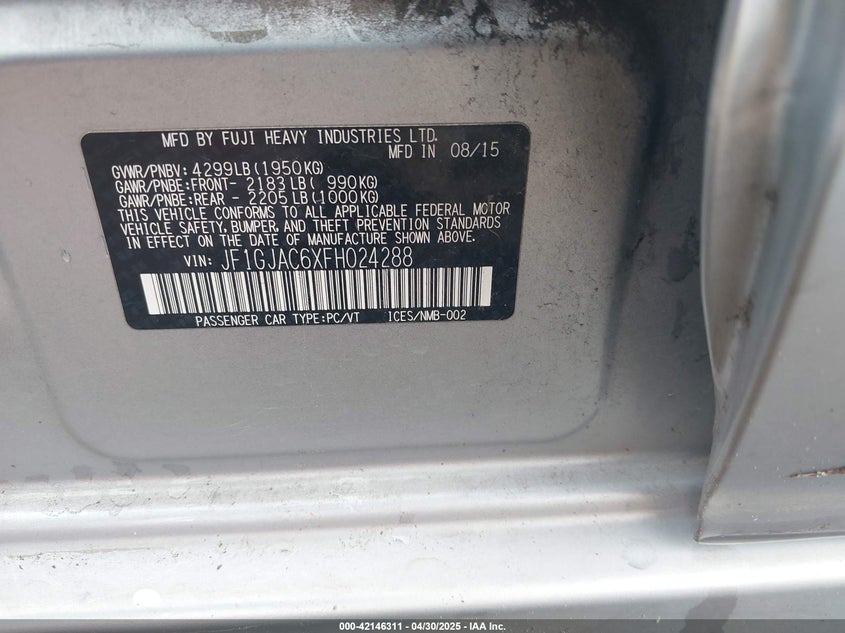 MFD BY FUJI HEAVY INDUSTRIES LTD.
MFD IN 08/15
GVWR/PNBV: 4299LB(1950KG)
GAWR/PNBE:FRONT- 2183LB( 990KG)
GAWR/PNBE:REAR - 2205LB(1000KG)
THIS VEHICLE CONFORMS TO ALL APPLICABLE FEDERAL MOTOR
VEHICLE SAFETY, BUMPER, AND THEFT PREVENTION STANDARDS
IN EFFECT ON THE DATE OF MANUFACTURE SHOWN ABOVE.
VIN: JF1GJAC6XFH024288
PASSENGER CAR TYPE:PC/VT ICES/NMB-002
000-42146311 - 04/30/2025 - IAA Inc.